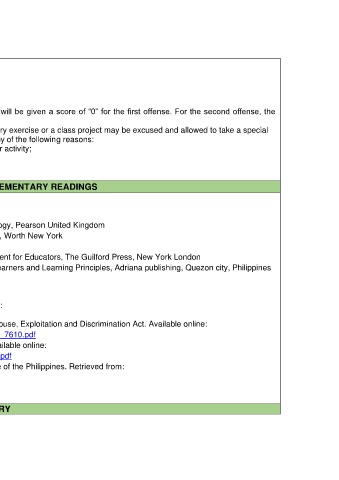 will be given a score of “0” for the first offense. For the second offense, the
ry exercise or a class project may be excused and allowed to take a special
y of the following reasons:
r activity;
EMENTARY READINGS
ogy, Pearson United Kingdom
, Worth New York
ent for Educators, The Guilford Press, New York London
earners and Learning Principles, Adriana publishing, Quezon city, Philippines
:
ouse, Exploitation and Discrimination Act. Available online:
_7610.pdf
ailable online:
pdf
e of the Philippines. Retrieved from:
RY